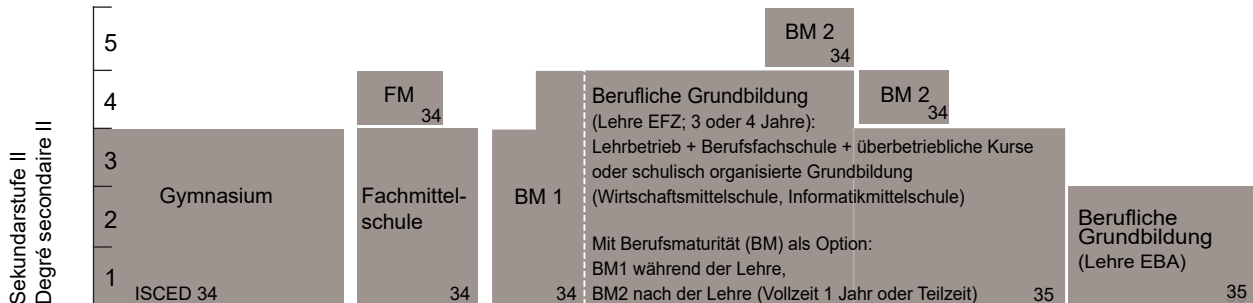 Sekundarstufe II
Degré secondaire II
5
4
3
2
1
Gymnasium
ISCED 34
FM
34
Fachmittel-
schule
34
BM 1
34
BM 2
34
BM 2
34
Berufliche Grundbildung
(Lehre EFZ; 3 oder 4 Jahre):
Lehrbetrieb + Berufsfachschule + überbetriebliche Kurse
oder schulisch organisierte Grundbildung
(Wirtschaftsmittelschule, Informatikmittelschule)
Mit Berufsmaturität (BM) als Option:
BM1 während der Lehre,
BM2 nach der Lehre (Vollzeit 1 Jahr oder Teilzeit)
35
Berufliche
Grundbildung
(Lehre EBA)
35